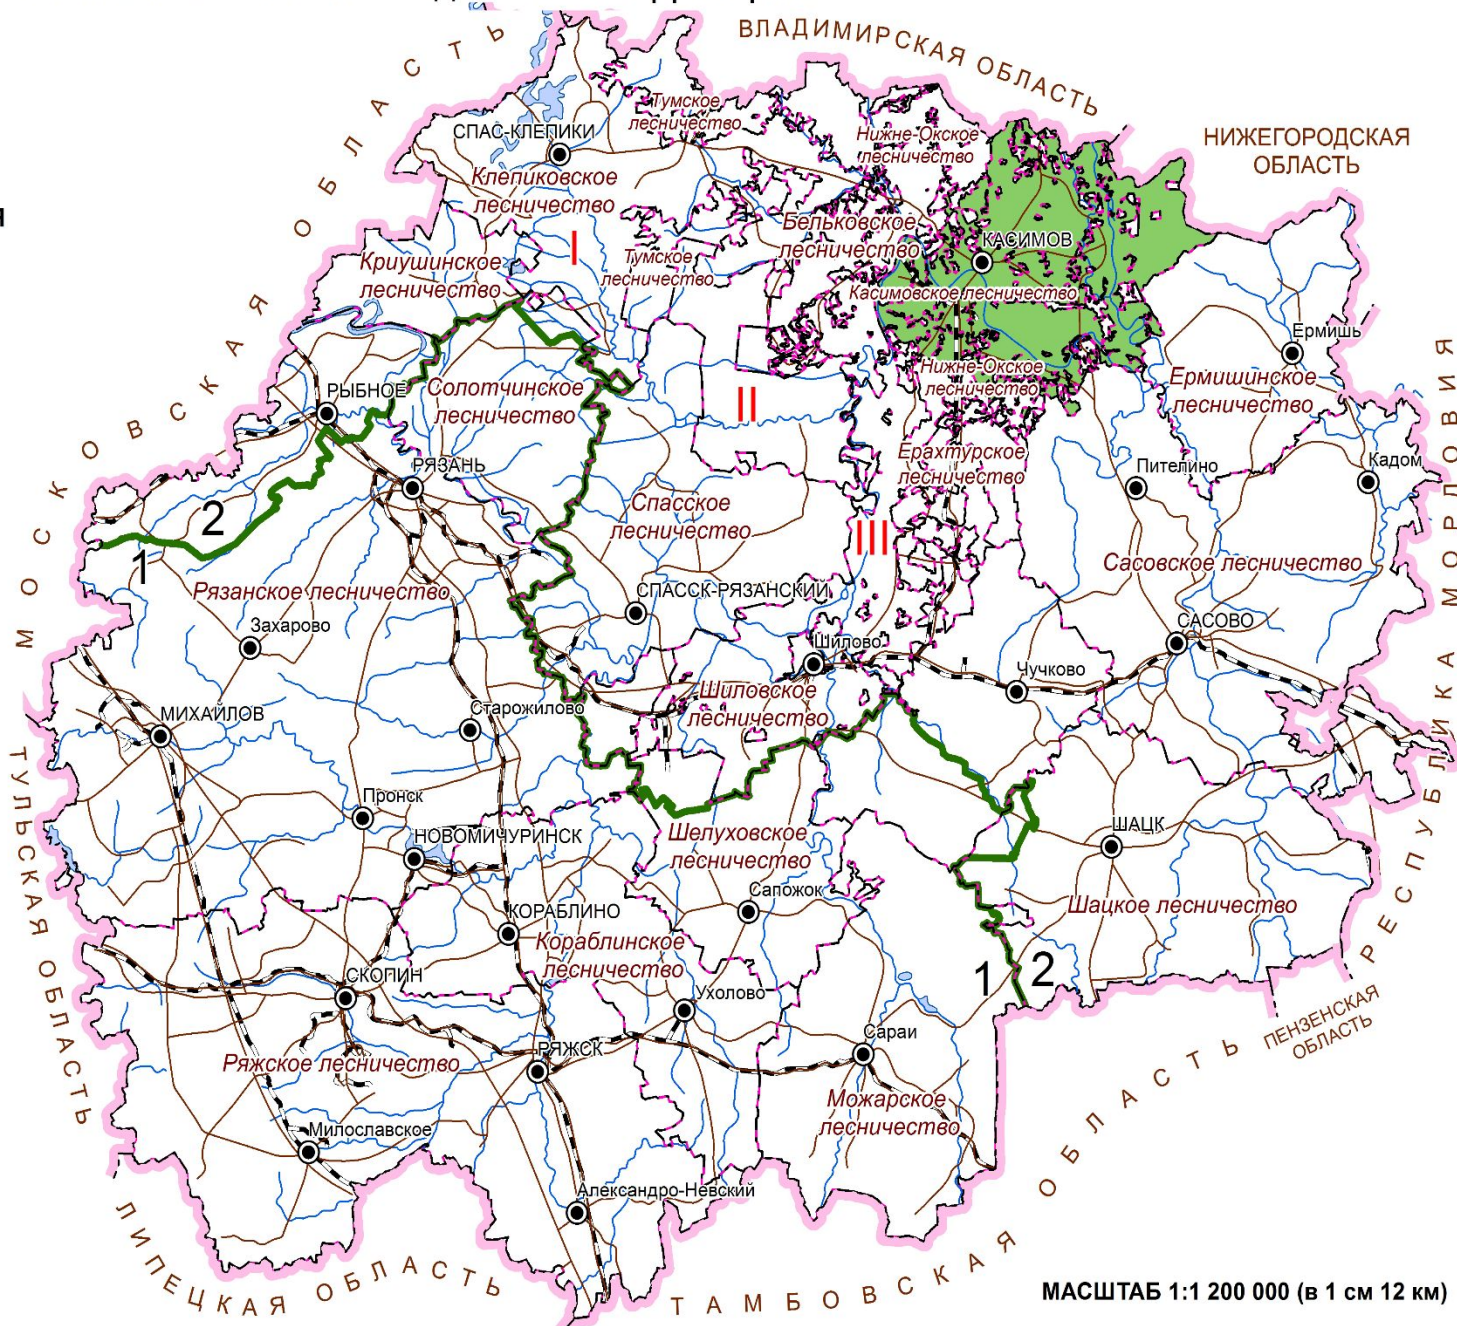 ВЛАДИМИРСКАЯ ОБЛАСТЬ
НИЖЕГОРОДСКАЯ
ОБЛАСТЬ
МОСКОВСКАЯ ОБЛАСТЬ
я
СПАС-КЛЕПИКИ
Клепиковское
лесничество
Тумское
лесничество
Нижне-Окское
лесничество
Бельковское
лесничество
КАСИМОВ
I
Криушинское
лесничество
Тумское
лесничество
Касимовское лесничество
Ермишь
Нижне-Окское
лесничество
Ермишинское
лесничество
РЫБНОЕ
Солотчинское
лесничество
II
РЯЗАНЬ
Ерахтурское
лесничество
Пителино
Кадом
2
1
Спасское
лесничество
III
Сасовское лесничество
Рязанское лесничество
СПАССК-РЯЗАНСКИЙ
Захарово
Шилово
САСОВО
Чучково
Шиловское
лесничество
МИХАЙЛОВ
Старожилово
РЕСПУБЛИКА МОРДОВИЯ
ТУЛЬСКАЯ ОБЛАСТЬ
Пронск
НОВОМИЧУРИНСК
Шелуховское
лесничество
ШАЦК
Сапожок
Шацкое лесничество
КОРАБЛИНО
Кораблинское
лесничество
СКОПИН
Ухолово
1
2
Сараи
ПЕНЗЕНСКАЯ
ОБЛАСТЬ
Ряжское лесничество
РЯЖСК
Можарское
лесничество
Милославское
Александро-Невский
ЛИПЕЦКАЯ ОБЛАСТЬ
ТАМБОВСКАЯ ОБЛАСТЬ
МАСШТАБ 1:1 200 000 (в 1 см 12 км)